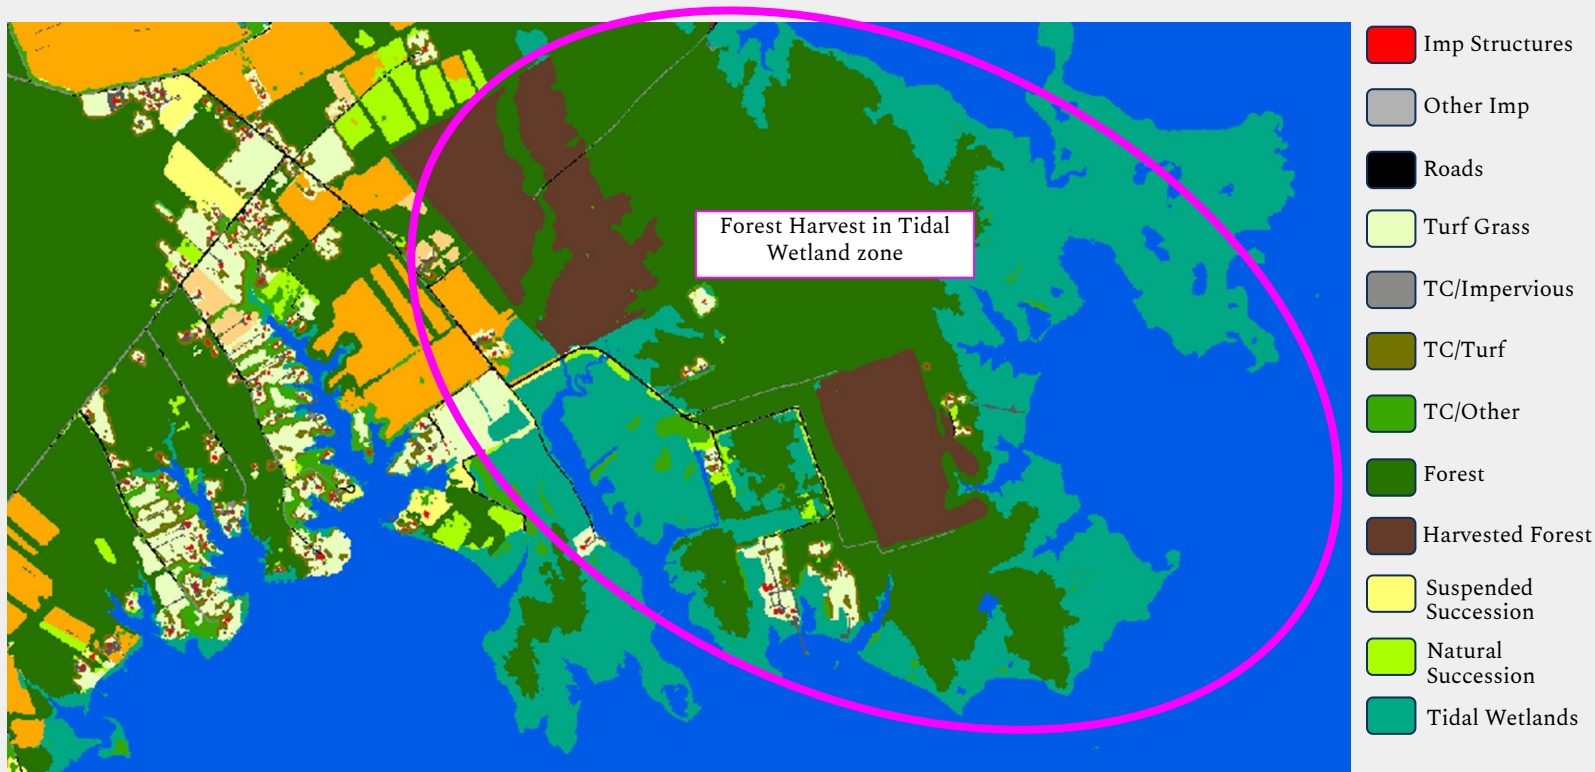 Forest Harvest in Tidal
Wetland zone
Imp Structures
Other Imp
Roads
Turf Grass
TC/Impervious
TC/Turf
TC/Other
Forest
Harvested Forest
Suspended
Succession
Natural
Succession
Tidal Wetlands